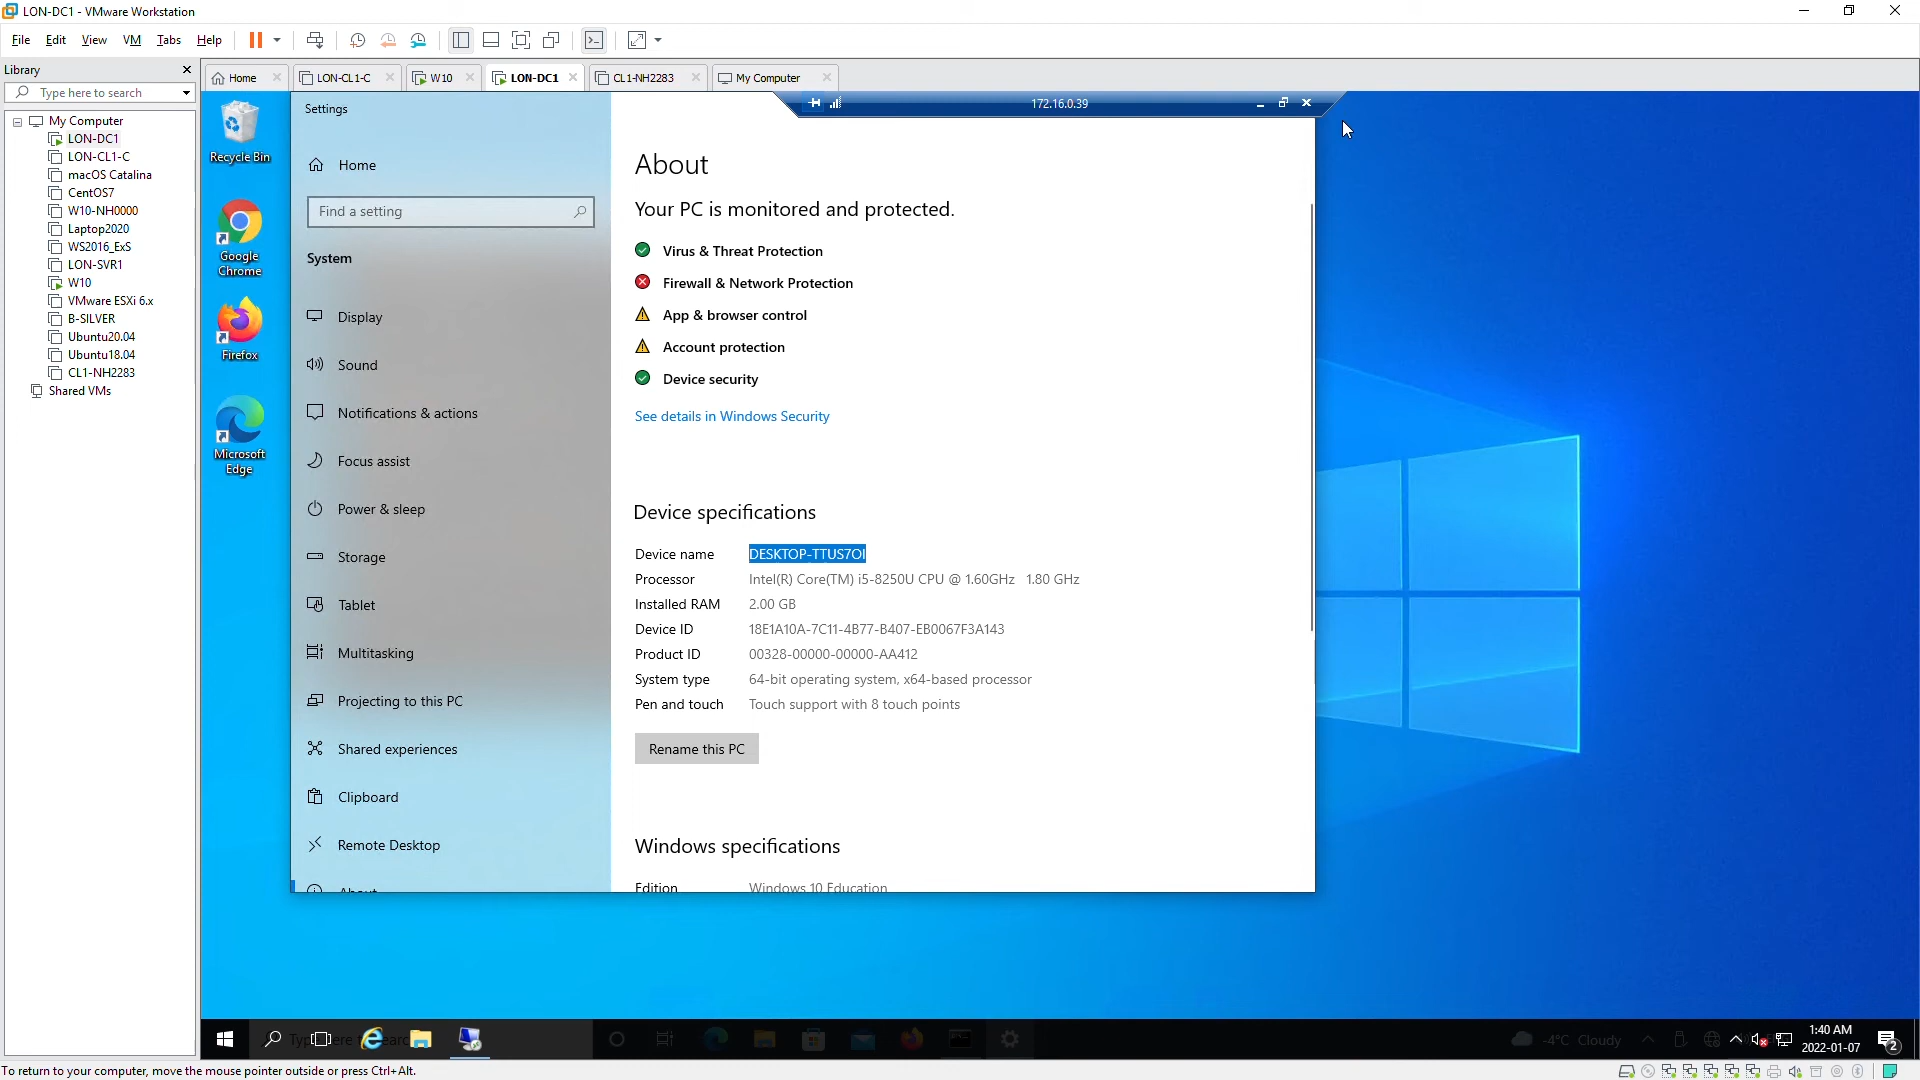 LON-DC1 - VMware Workstation
File Edit View VM Tabs Help
Library
Type here to search
My Computer
LON-DC1
LON-CL1-C
macOS Catalina
CentOS7
W10-NH0000
Laptop2020
WS2016_ExS
LON-SVR1
W10
VMware ESXi 6.x
B-SILVER
Ubuntu20.04
Ubuntu18.04
CL1-NH2283
Shared VMs
Home LON-CL1-C W10 LON-DC1 CL1-NH2283 My Computer
172.16.0.39
Recycle Bin
Google
Chrome
Firefox
Microsoft
Edge
Settings
Home
Find a setting
System
Display
Sound
Notifications & actions
Focus assist
Power & sleep
Storage
Tablet
Multitasking
Projecting to this PC
Shared experiences
Clipboard
Remote Desktop
About
About
Your PC is monitored and protected.
Virus & Threat Protection
Firewall & Network Protection
App & browser control
Account protection
Device security
See details in Windows Security
Device specifications
Device name DESKTOP-TTUS7OI
Processor Intel(R) Core(TM) i5-8250U CPU @ 1.60GHz 1.80 GHz
Installed RAM 2.00 GB
Device ID 18E1A10A-7C11-4B77-B407-EB0067F3A143
Product ID 00328-00000-00000-AA412
System type 64-bit operating system, x64-based processor
Pen and touch Touch support with 8 touch points
Rename this PC
Windows specifications
Edition Windows 10 Education
-4°C Cloudy
1:40 AM
2022-01-07
2
To return to your computer, move the mouse pointer outside or press Ctrl+Alt.